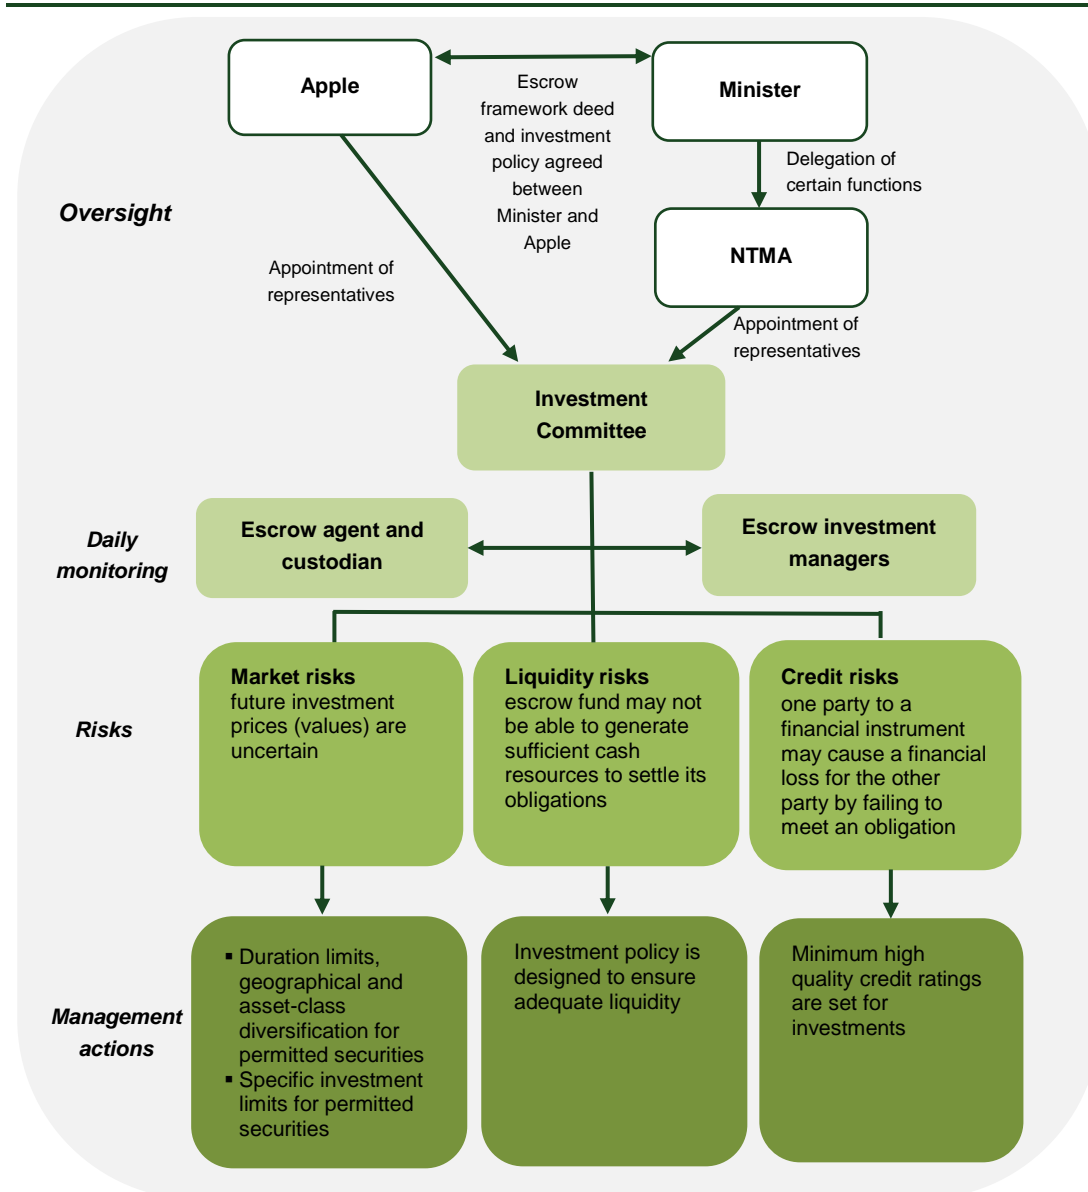 Apple
Minister
Escrow
framework deed
and investment
policy agreed
between
Minister and
Apple
Delegation of
certain functions
Oversight
NTMA
Appointment of
representatives
Appointment of
representatives
Investment
Committee
Daily
monitoring
Escrow agent and
custodian
Escrow investment
managers
Risks
Market risks
future investment
prices (values) are
uncertain
Liquidity risks
escrow fund may not
be able to generate
sufficient cash
resources to settle its
obligations
Credit risks
one party to a
financial instrument
may cause a financial
loss for the other
party by failing to
meet an obligation
Management
actions
▪ Duration limits,
geographical and
asset-class
diversification for
permitted securities
▪ Specific investment
limits for permitted
securities
Investment policy is
designed to ensure
adequate liquidity
Minimum high
quality credit ratings
are set for
investments